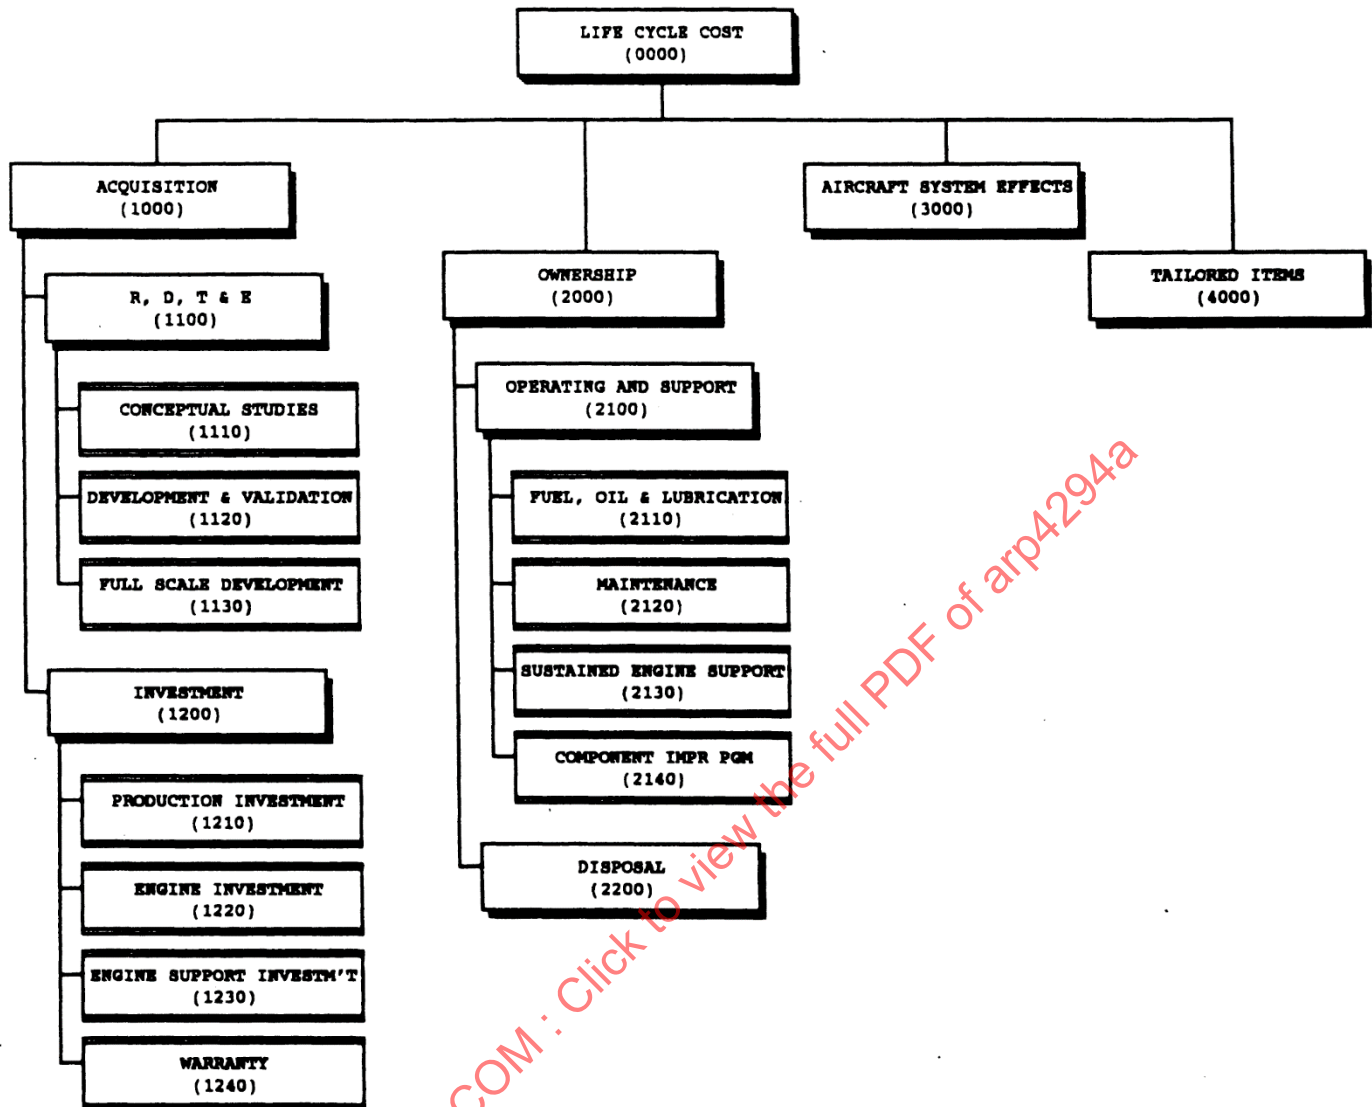 LIFE CYCLE COST
(0000)
ACQUISITION
(1000)
R, D, T & E
(1100)
CONCEPTUAL STUDIES
(1110)
DEVELOPMENT & VALIDATION
(1120)
FULL SCALE DEVELOPMENT
(1130)
INVESTMENT
(1200)
PRODUCTION INVESTMENT
(1210)
ENGINE INVESTMENT
(1220)
ENGINE SUPPORT INVESTM'T
(1230)
WARRANTY
(1240)
OWNERSHIP
(2000)
OPERATING AND SUPPORT
(2100)
FUEL, OIL & LUBRICATION
(2110)
MAINTENANCE
(2120)
SUSTAINED ENGINE SUPPORT
(2130)
COMPONENT IMPR PGM
(2140)
DISPOSAL
(2200)
AIRCRAFT SYSTEM EFFECTS
(3000)
TAILORED ITEMS
(4000)
COM : Click to view the full PDF of arp4294a